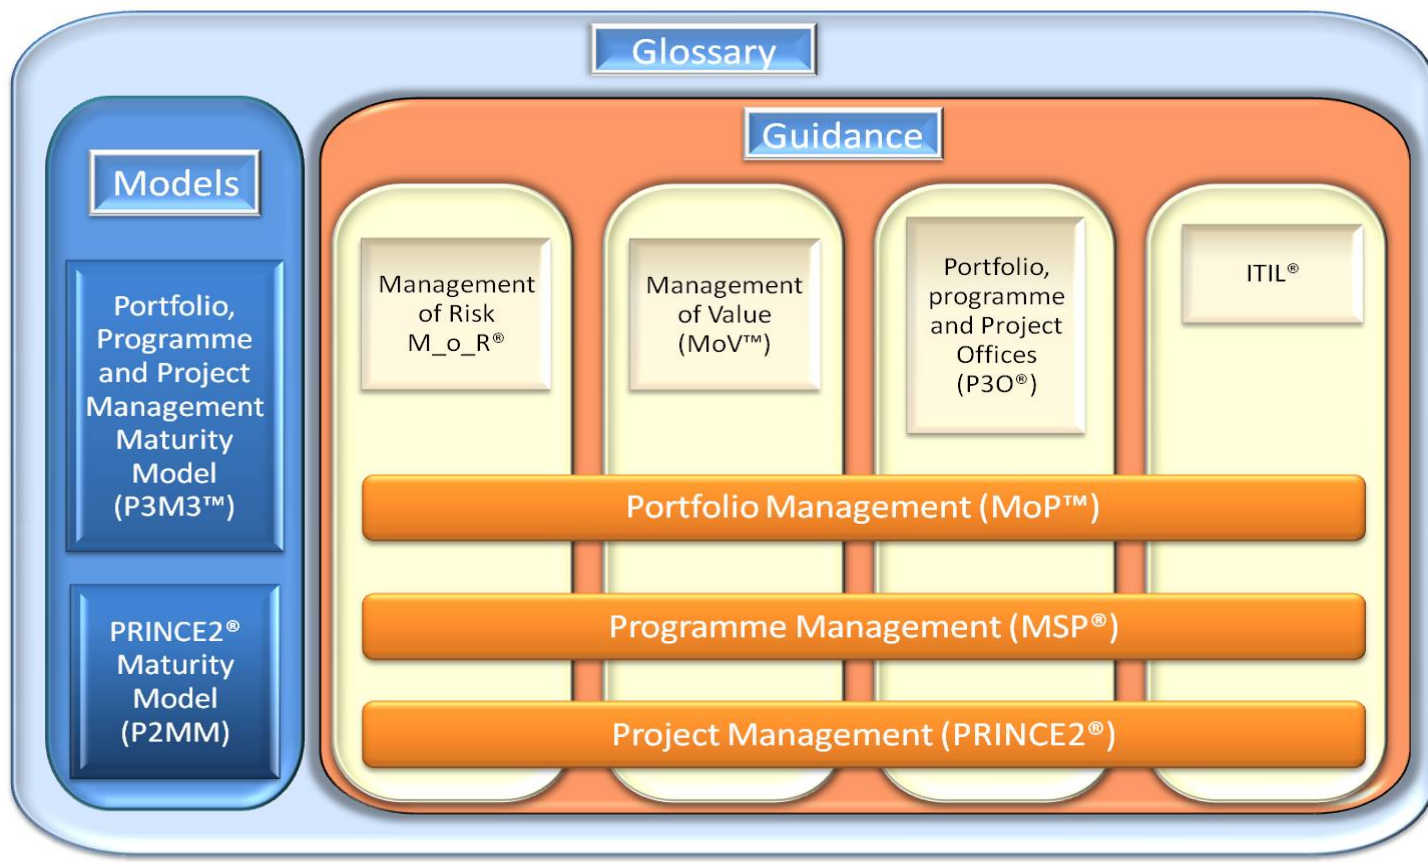 Glossary
Models
Portfolio,
Programme
and Project
Management
Maturity
Model
(P3M3™)
PRINCE2®
Maturity
Model
(P2MM)
Guidance
Management
of Risk
M_o_R®
Management
of Value
(MoV™)
Portfolio,
programme
and Project
Offices
(P3O®)
ITIL®
Portfolio Management (MoP™)
Programme Management (MSP®)
Project Management (PRINCE2®)